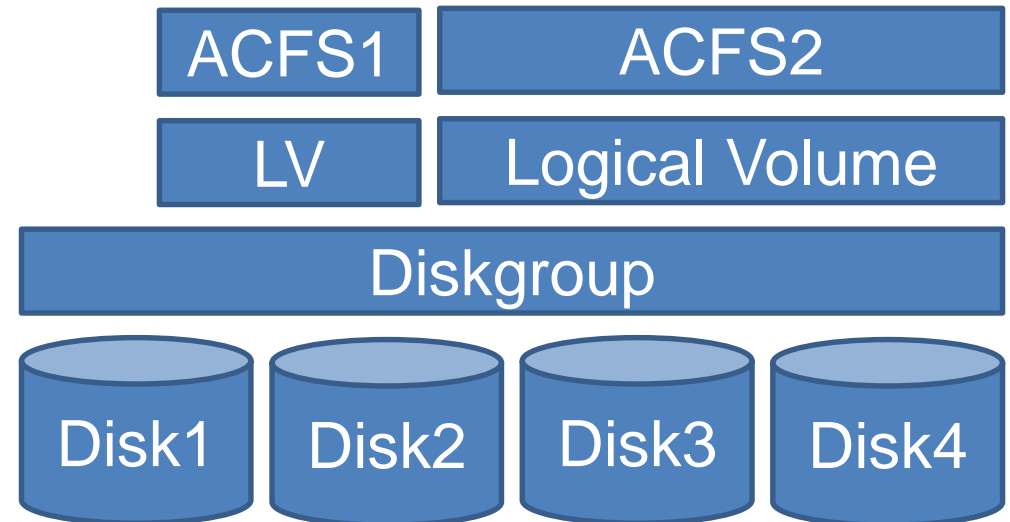 ACFS1 ACFS2
LV Logical Volume
Diskgroup
Disk1 Disk2 Disk3 Disk4